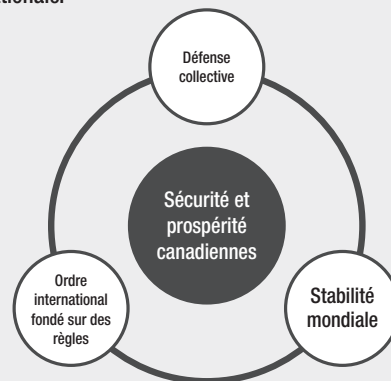 Défense
collective
Sécurité et
prospérité
canadiennes
Ordre
international
fondé sur des
règles
Stabilité
mondiale